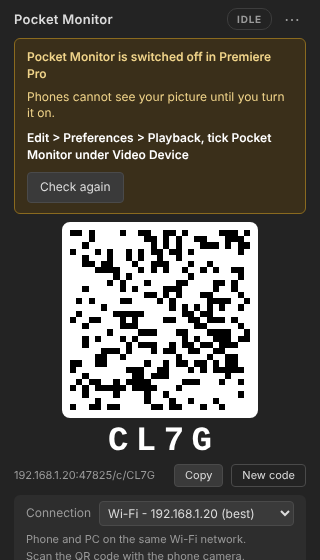 Pocket Monitor
IDLE
Pocket Monitor is switched off in Premiere
Pro
Phones cannot see your picture until you turn
it on.
Edit > Preferences > Playback, tick Pocket
Monitor under Video Device
Check again
CL7G
192.168.1.20:47825/c/CL7G
Copy
New code
Connection
Wi-Fi - 192.168.1.20 (best)
Phone and PC on the same Wi-Fi network.
Scan the QR code with the phone camera.